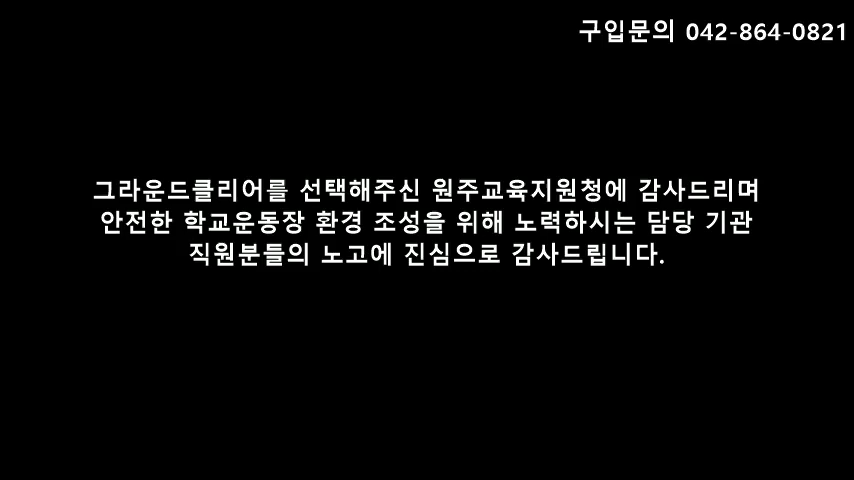 구입문의 042-864-0821
그라운드클리어를 선택해주신 원주교육지원청에 감사드리며
안전한 학교운동장 환경 조성을 위해 노력하시는 담당 기관
직원분들의 노고에 진심으로 감사드립니다.